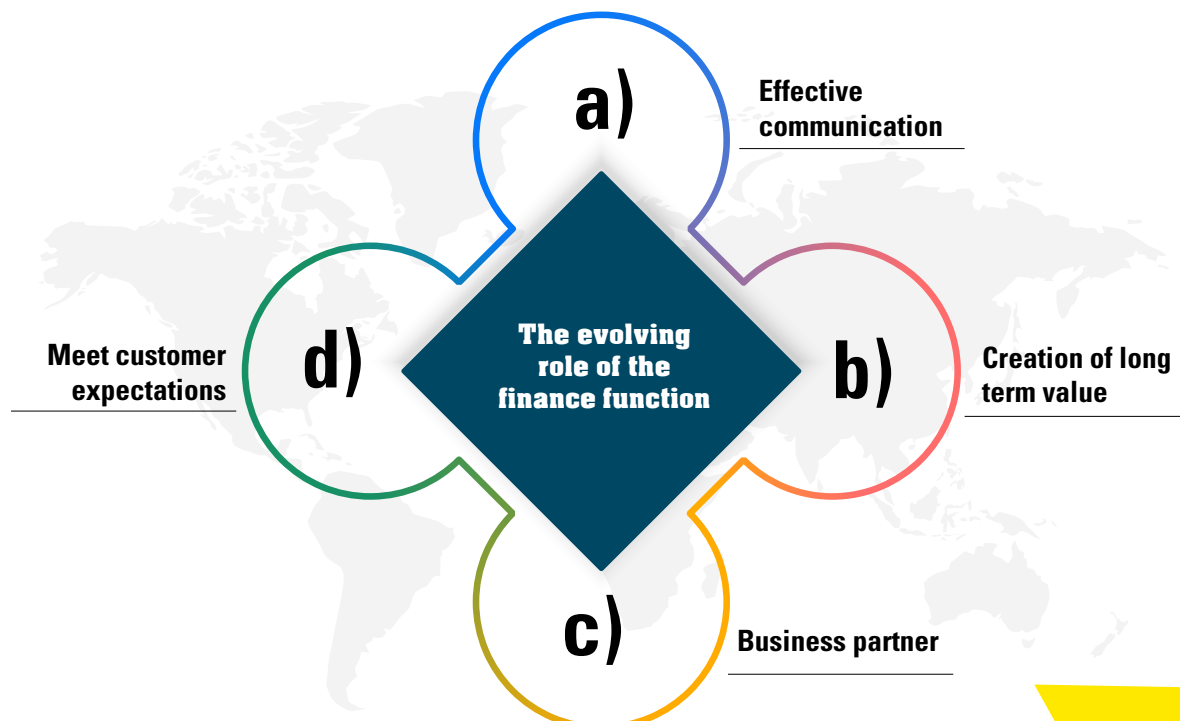 a)
Effective
communication
b)
Creation of long
term value
c)
Business partner
d)
Meet customer
expectations
The evolving
role of the
finance function